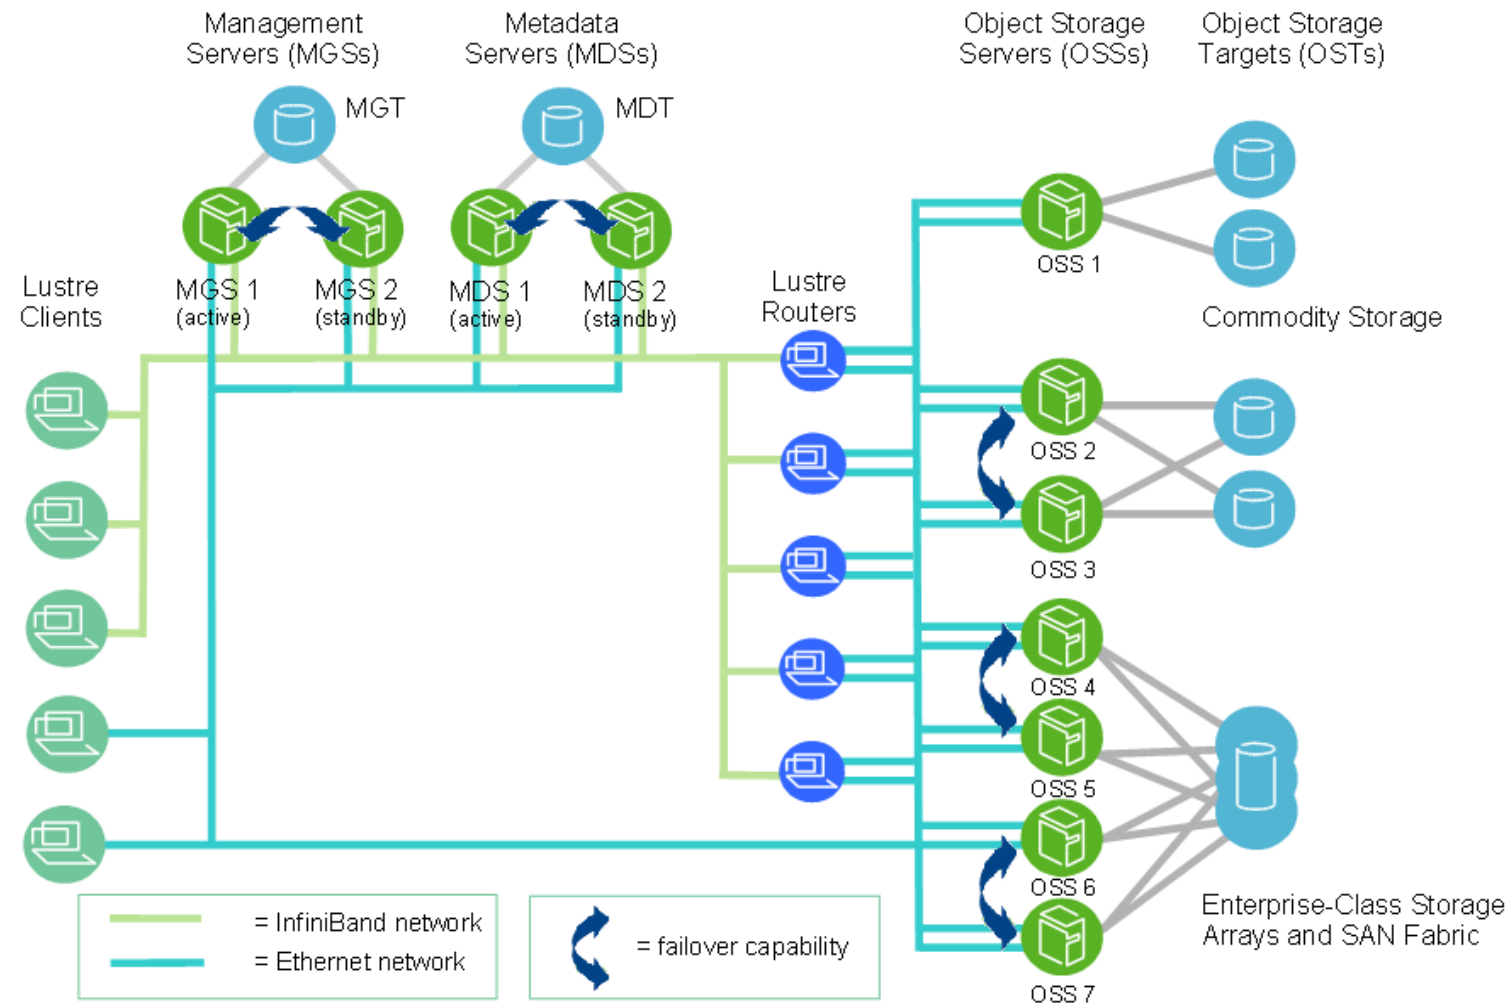 Management
Servers (MGSs)
Metadata
Servers (MDSs)
Object Storage
Servers (OSSs)
Object Storage
Targets (OSTs)
MGT
MDT
MGS 1
(active)
MGS 2
(standby)
MDS 1
(active)
MDS 2
(standby)
Lustre
Clients
Lustre
Routers
OSS 1
Commodity Storage
OSS 2
OSS 3
OSS 4
OSS 5
OSS 6
OSS 7
Enterprise-Class Storage
Arrays and SAN Fabric
= InfiniBand network
= Ethernet network
= failover capability